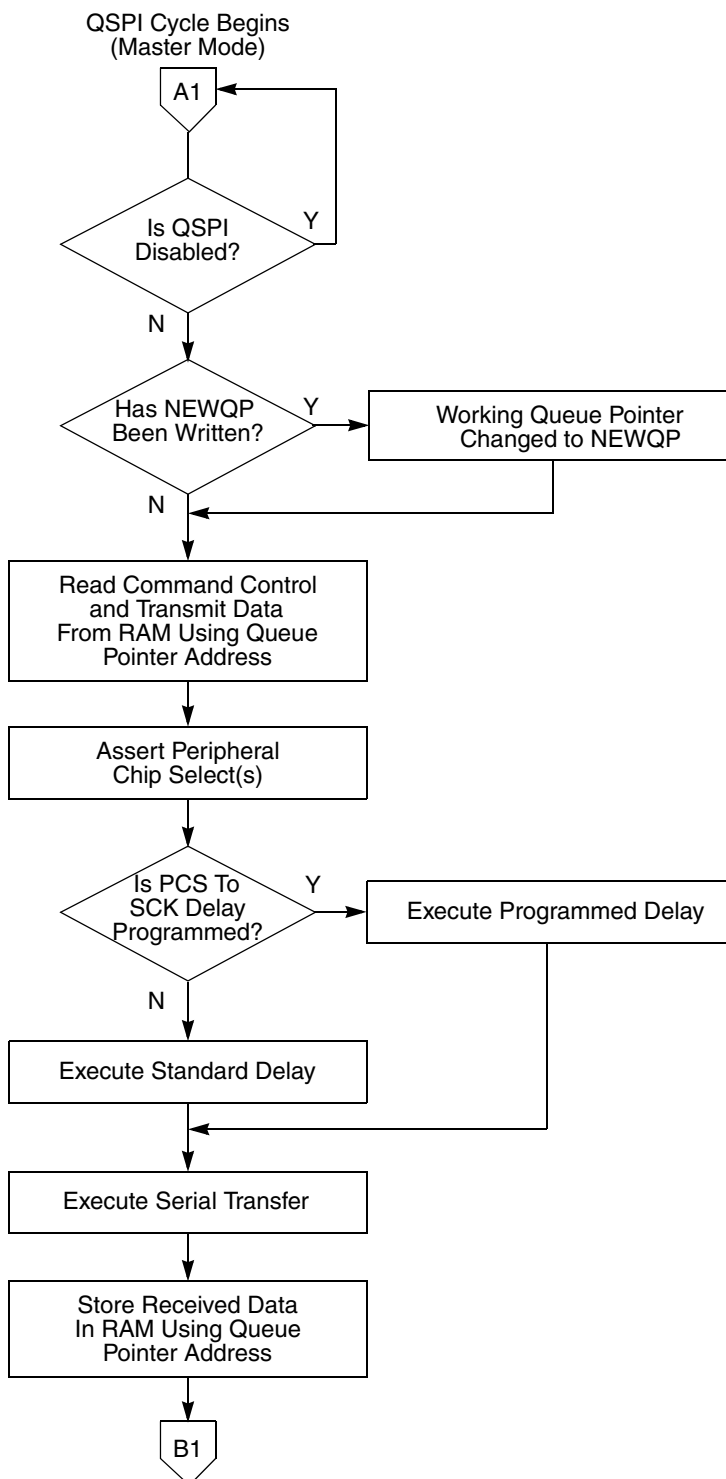 QSPI Cycle Begins
(Master Mode)
A1
Is QSPI
Disabled?
Y
N
Has NEWQP
Been Written?
Y
Working Queue Pointer
Changed to NEWQP
N
Read Command Control
and Transmit Data
From RAM Using Queue
Pointer Address
Assert Peripheral
Chip Select(s)
Is PCS To
SCK Delay
Programmed?
Y
Execute Programmed Delay
N
Execute Standard Delay
Execute Serial Transfer
Store Received Data
In RAM Using Queue
Pointer Address
B1